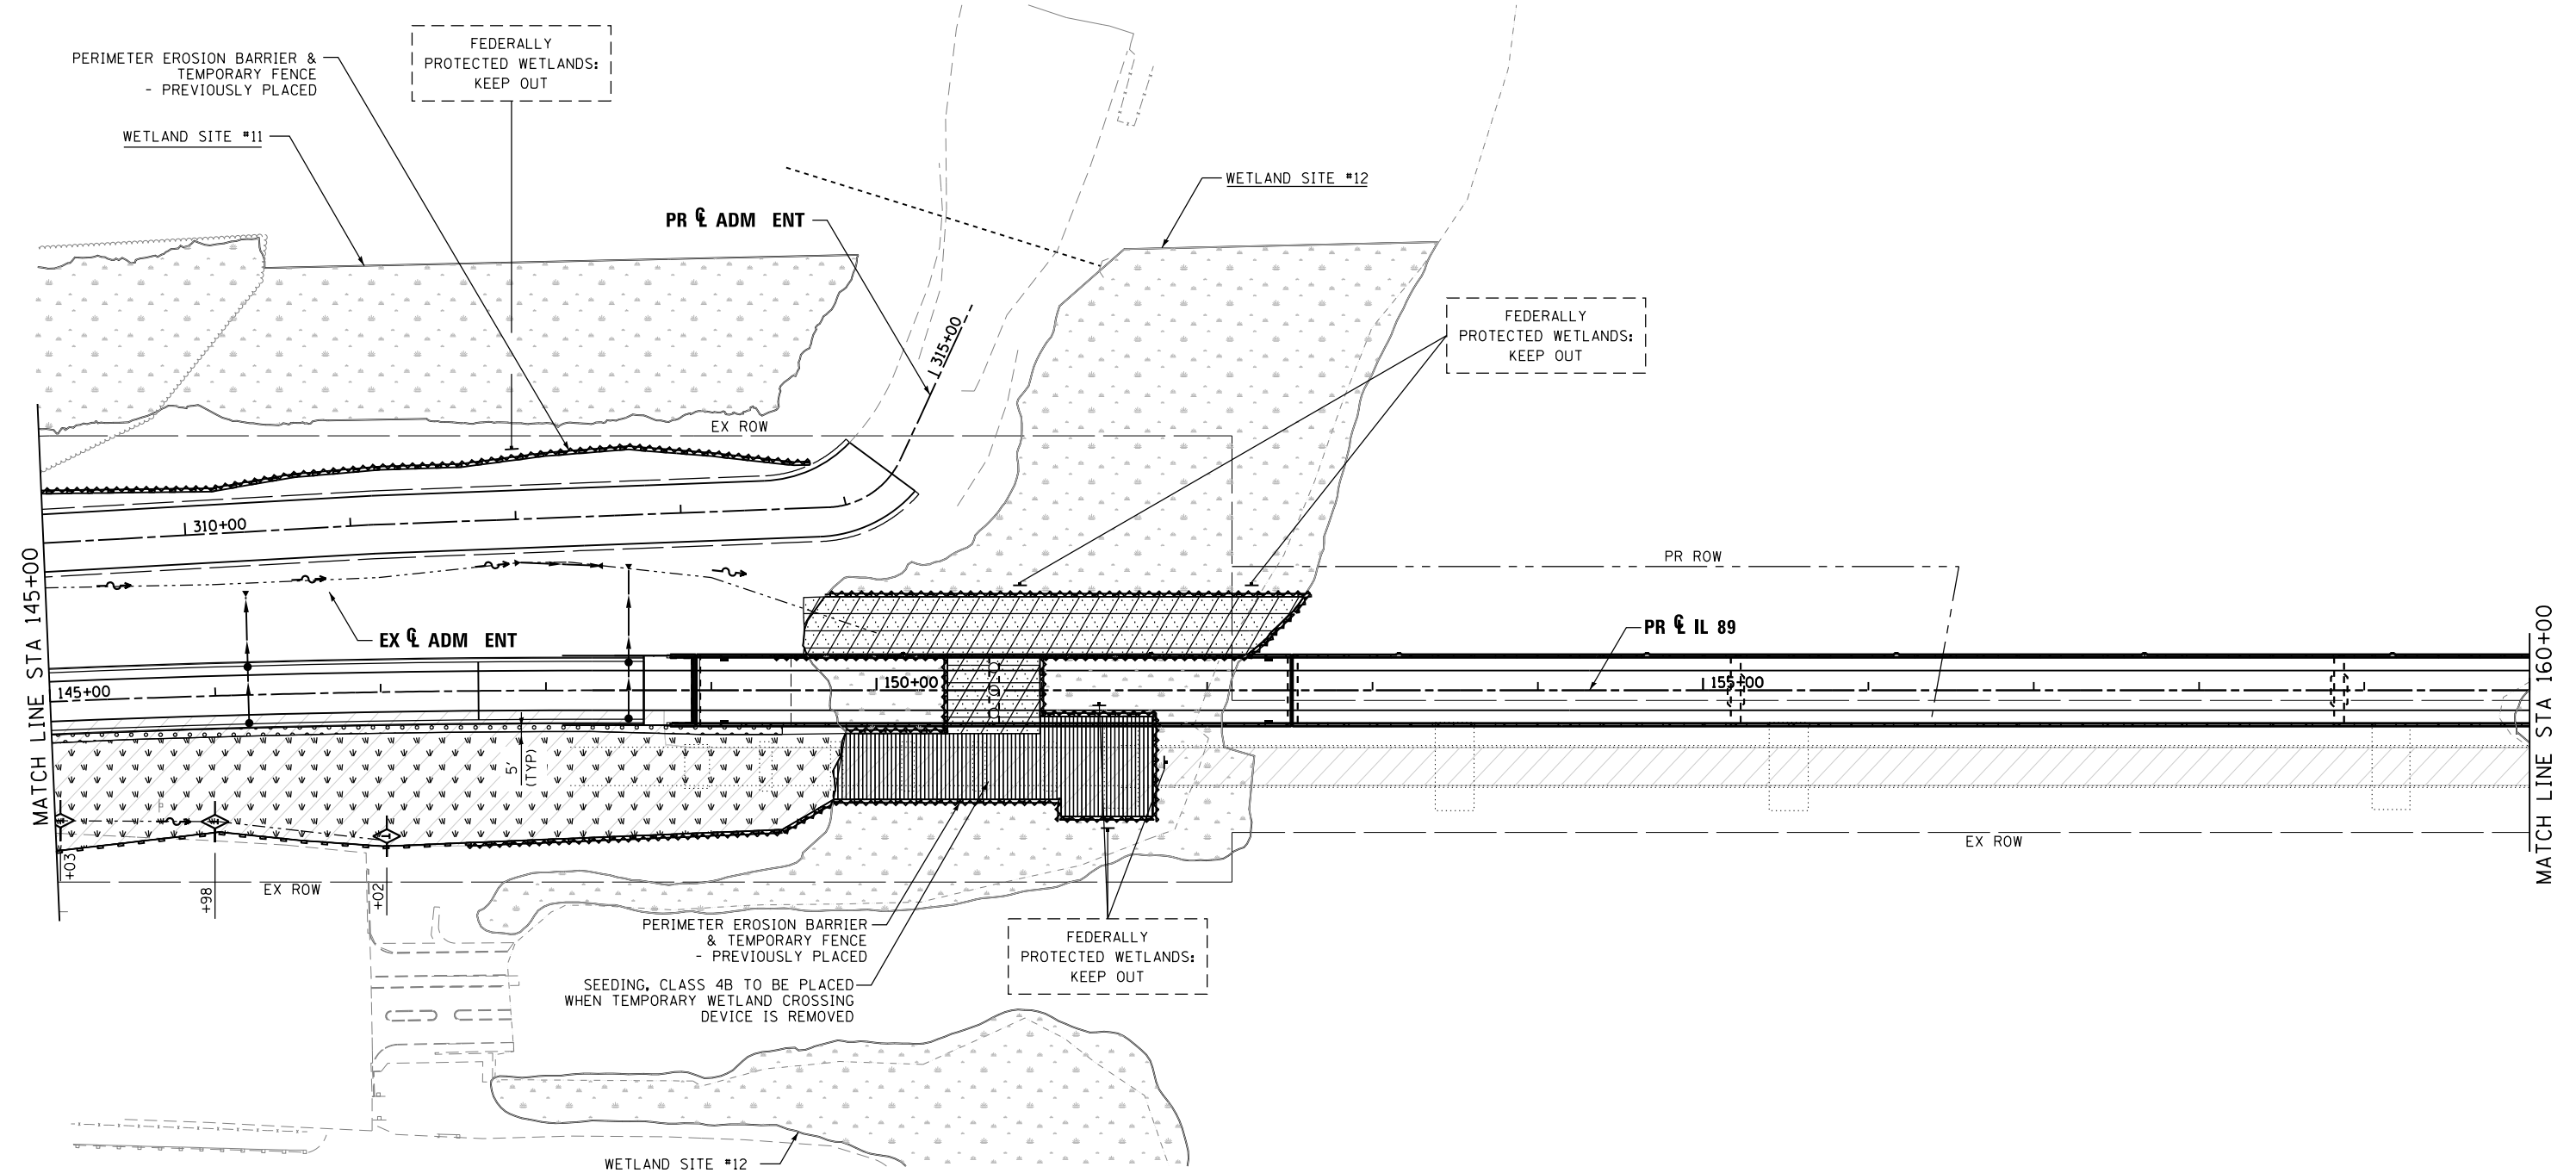 FEDERALLY
PROTECTED WETLANDS:
KEEP OUT
PERIMETER EROSION BARRIER &
TEMPORARY FENCE
- PREVIOUSLY PLACED
WETLAND SITE #11
WETLAND SITE #12
PR ℄ ADM ENT
FEDERALLY
PROTECTED WETLANDS:
KEEP OUT
315+00
EX ROW
310+00
PR ROW
EX ℄ ADM ENT
PR ℄ IL 89
MATCH LINE STA 145+00
145+00
150+00
155+00
MATCH LINE STA 160+00
5'
(TYP)
EX ROW
+03
+98
+02
EX ROW
PERIMETER EROSION BARRIER
& TEMPORARY FENCE
- PREVIOUSLY PLACED
FEDERALLY
PROTECTED WETLANDS:
KEEP OUT
SEEDING, CLASS 4B TO BE PLACED
WHEN TEMPORARY WETLAND CROSSING
DEVICE IS REMOVED
WETLAND SITE #12